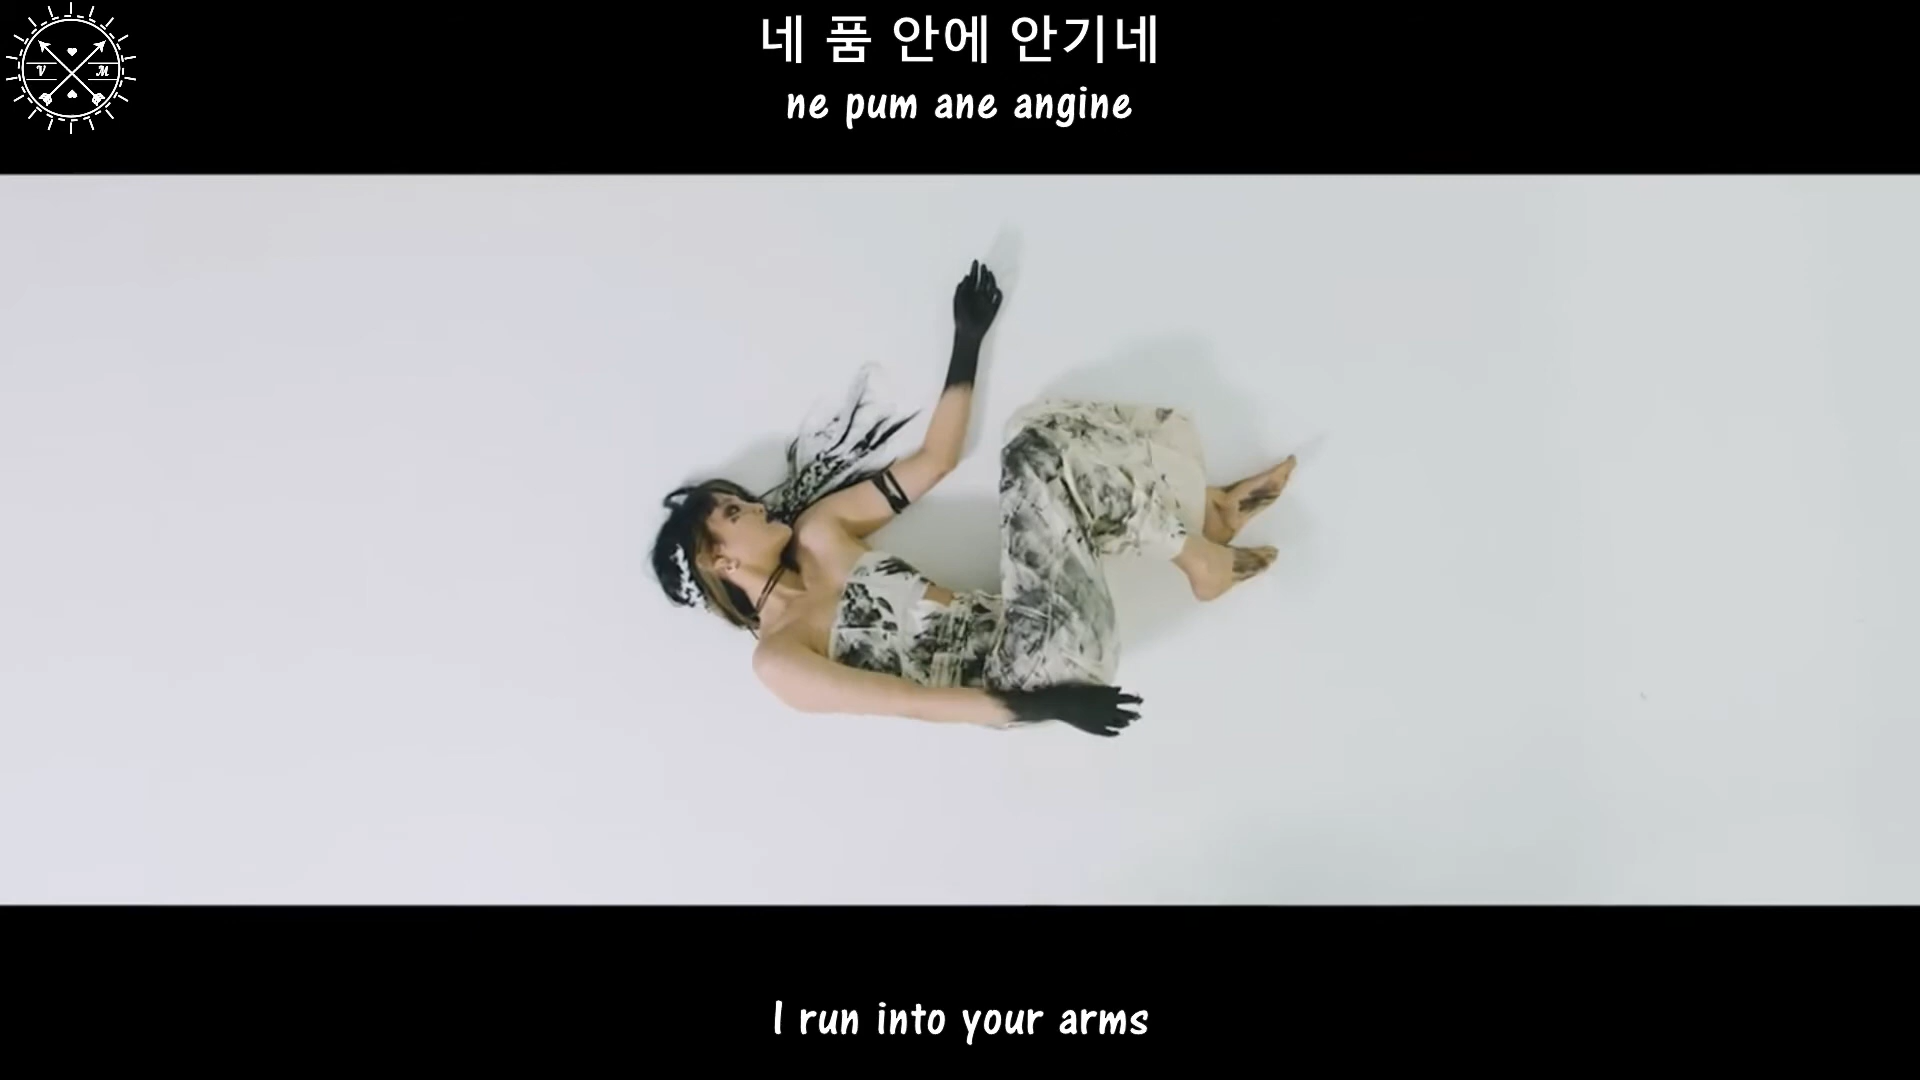 네 품 안에 안기네
ne pum ane angine
V M
I run into your arms